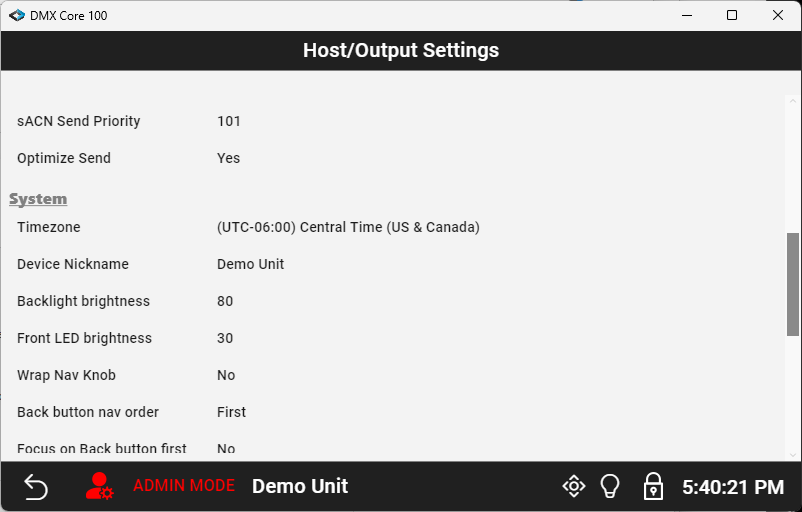 DMX Core 100
Host/Output Settings
sACN Send Priority 101
Optimize Send Yes
System
Timezone (UTC-06:00) Central Time (US & Canada)
Device Nickname Demo Unit
Backlight brightness 80
Front LED brightness 30
Wrap Nav Knob No
Back button nav order First
Focus on Back button first No
ADMIN MODE Demo Unit 5:40:21 PM